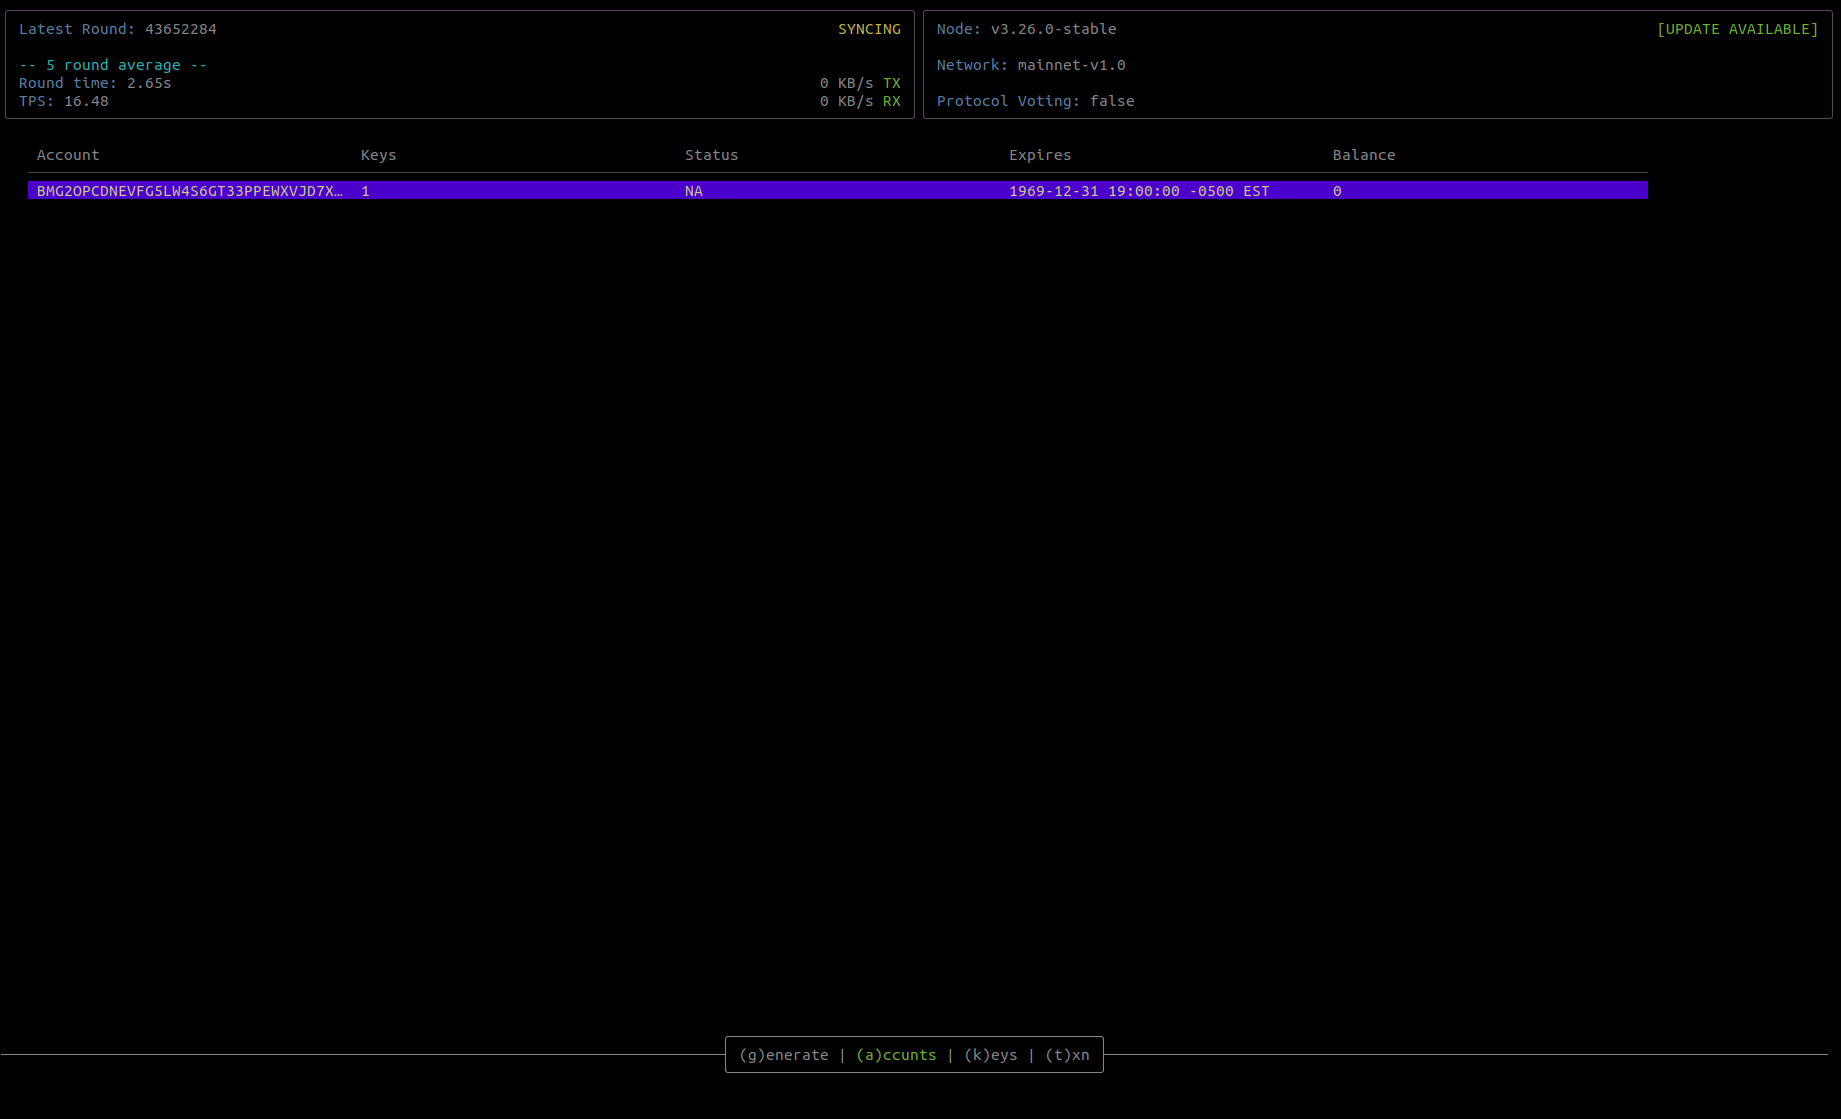 Latest Round: 43652284 SYNCING
-- 5 round average --
Round time: 2.65s 0 KB/s TX
TPS: 16.48 0 KB/s RX
Node: v3.26.0-stable [UPDATE AVAILABLE]
Network: mainnet-v1.0
Protocol Voting: false
Account Keys Status Expires Balance
BMG2OPCDNEVFG5LW4S6GT33PPEWXVJD7X… 1 NA 1969-12-31 19:00:00 -0500 EST 0
(g)enerate | (a)ccunts | (k)eys | (t)xn